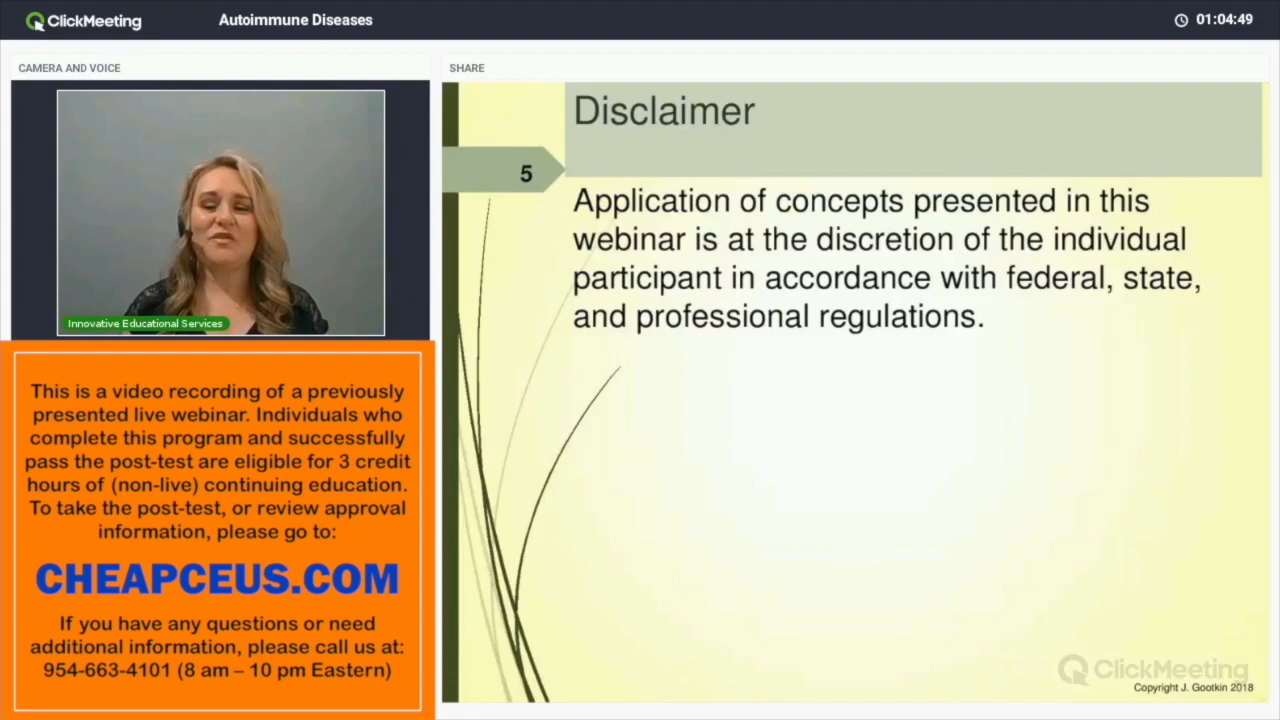 ClickMeeting
Autoimmune Diseases
01:04:49
CAMERA AND VOICE
Innovative Educational Services
This is a video recording of a previously
presented live webinar. Individuals who
complete this program and successfully
pass the post-test are eligible for 3 credit
hours of (non-live) continuing education.
To take the post-test, or review approval
information, please go to:
CHEAPCEUS.COM
If you have any questions or need
additional information, please call us at:
954-663-4101 (8 am – 10 pm Eastern)
SHARE
Disclaimer
5
Application of concepts presented in this
webinar is at the discretion of the individual
participant in accordance with federal, state,
and professional regulations.
ClickMeeting
Copyright J. Gootkin 2018